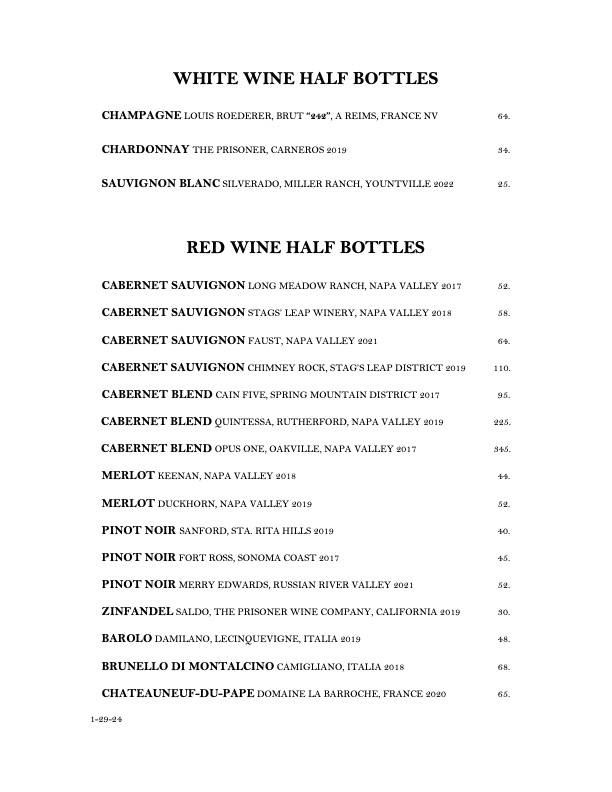 WHITE WINE HALF BOTTLES
CHAMPAGNE LOUIS ROEDERER, BRUT "242", A REIMS, FRANCE NV 64.
CHARDONNAY THE PRISONER, CARNEROS 2019 34.
SAUVIGNON BLANC SILVERADO, MILLER RANCH, YOUNTVILLE 2022 25.
RED WINE HALF BOTTLES
CABERNET SAUVIGNON LONG MEADOW RANCH, NAPA VALLEY 2017 52.
CABERNET SAUVIGNON STAGS' LEAP WINERY, NAPA VALLEY 2018 58.
CABERNET SAUVIGNON FAUST, NAPA VALLEY 2021 64.
CABERNET SAUVIGNON CHIMNEY ROCK, STAG'S LEAP DISTRICT 2019 110.
CABERNET BLEND CAIN FIVE, SPRING MOUNTAIN DISTRICT 2017 95.
CABERNET BLEND QUINTESSA, RUTHERFORD, NAPA VALLEY 2019 225.
CABERNET BLEND OPUS ONE, OAKVILLE, NAPA VALLEY 2017 345.
MERLOT KEENAN, NAPA VALLEY 2018 44.
MERLOT DUCKHORN, NAPA VALLEY 2019 52.
PINOT NOIR SANFORD, STA. RITA HILLS 2019 40.
PINOT NOIR FORT ROSS, SONOMA COAST 2017 45.
PINOT NOIR MERRY EDWARDS, RUSSIAN RIVER VALLEY 2021 52.
ZINFANDEL SALDO, THE PRISONER WINE COMPANY, CALIFORNIA 2019 30.
BAROLO DAMILANO, LECINQUEVIGNE, ITALIA 2019 48.
BRUNELLO DI MONTALCINO CAMIGLIANO, ITALIA 2018 68.
CHATEAUNEUF-DU-PAPE DOMAINE LA BARROCHE, FRANCE 2020 65.
1-29-24